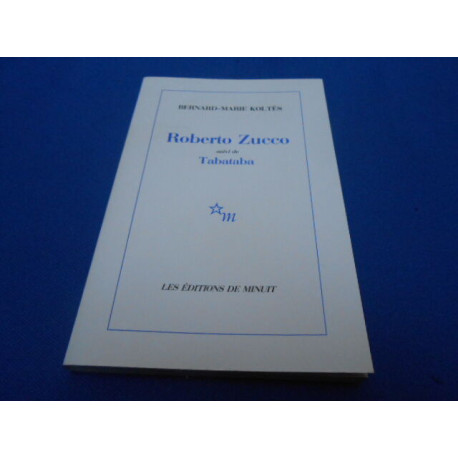 BERNARD-MARIE KOLTÈS
Roberto Zucco
suivi de
Tabataba
m
LES ÉDITIONS DE MINUIT